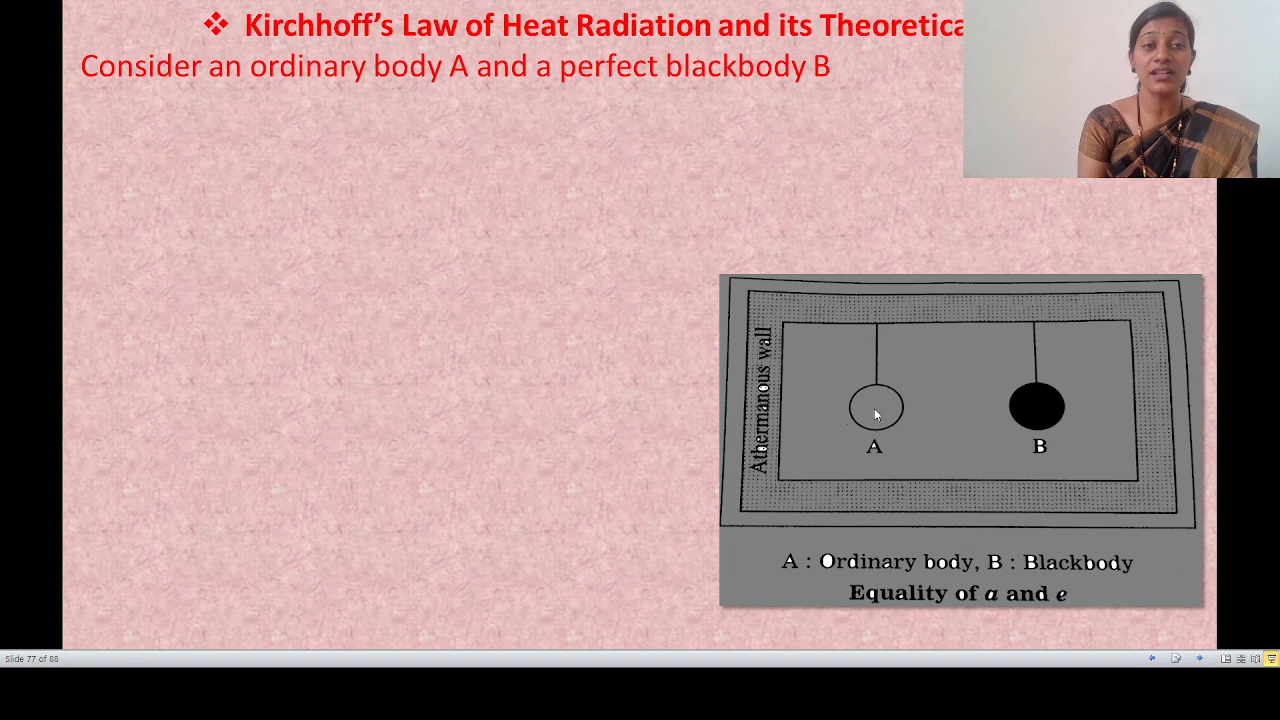 ❖ Kirchhoff's Law of Heat Radiation and its
Consider an ordinary body A and a perfect blackbody B
Athermanous wall
A
B
A : Ordinary body, B : Blackbody
Equality of a and e
Slide 77 of 88